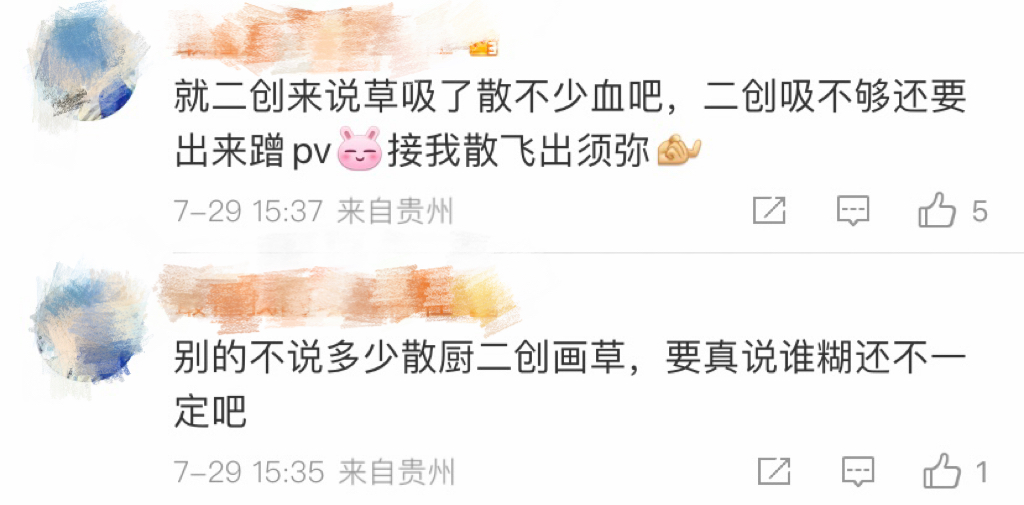 就二创来说草吸了散不少血吧，二创吸不够还要
出来蹭pv接我散飞出须弥
7-29 15:37 来自贵州
5
别的不说多少散厨二创画草，要真说谁糊还不一
定吧
7-29 15:35 来自贵州
1